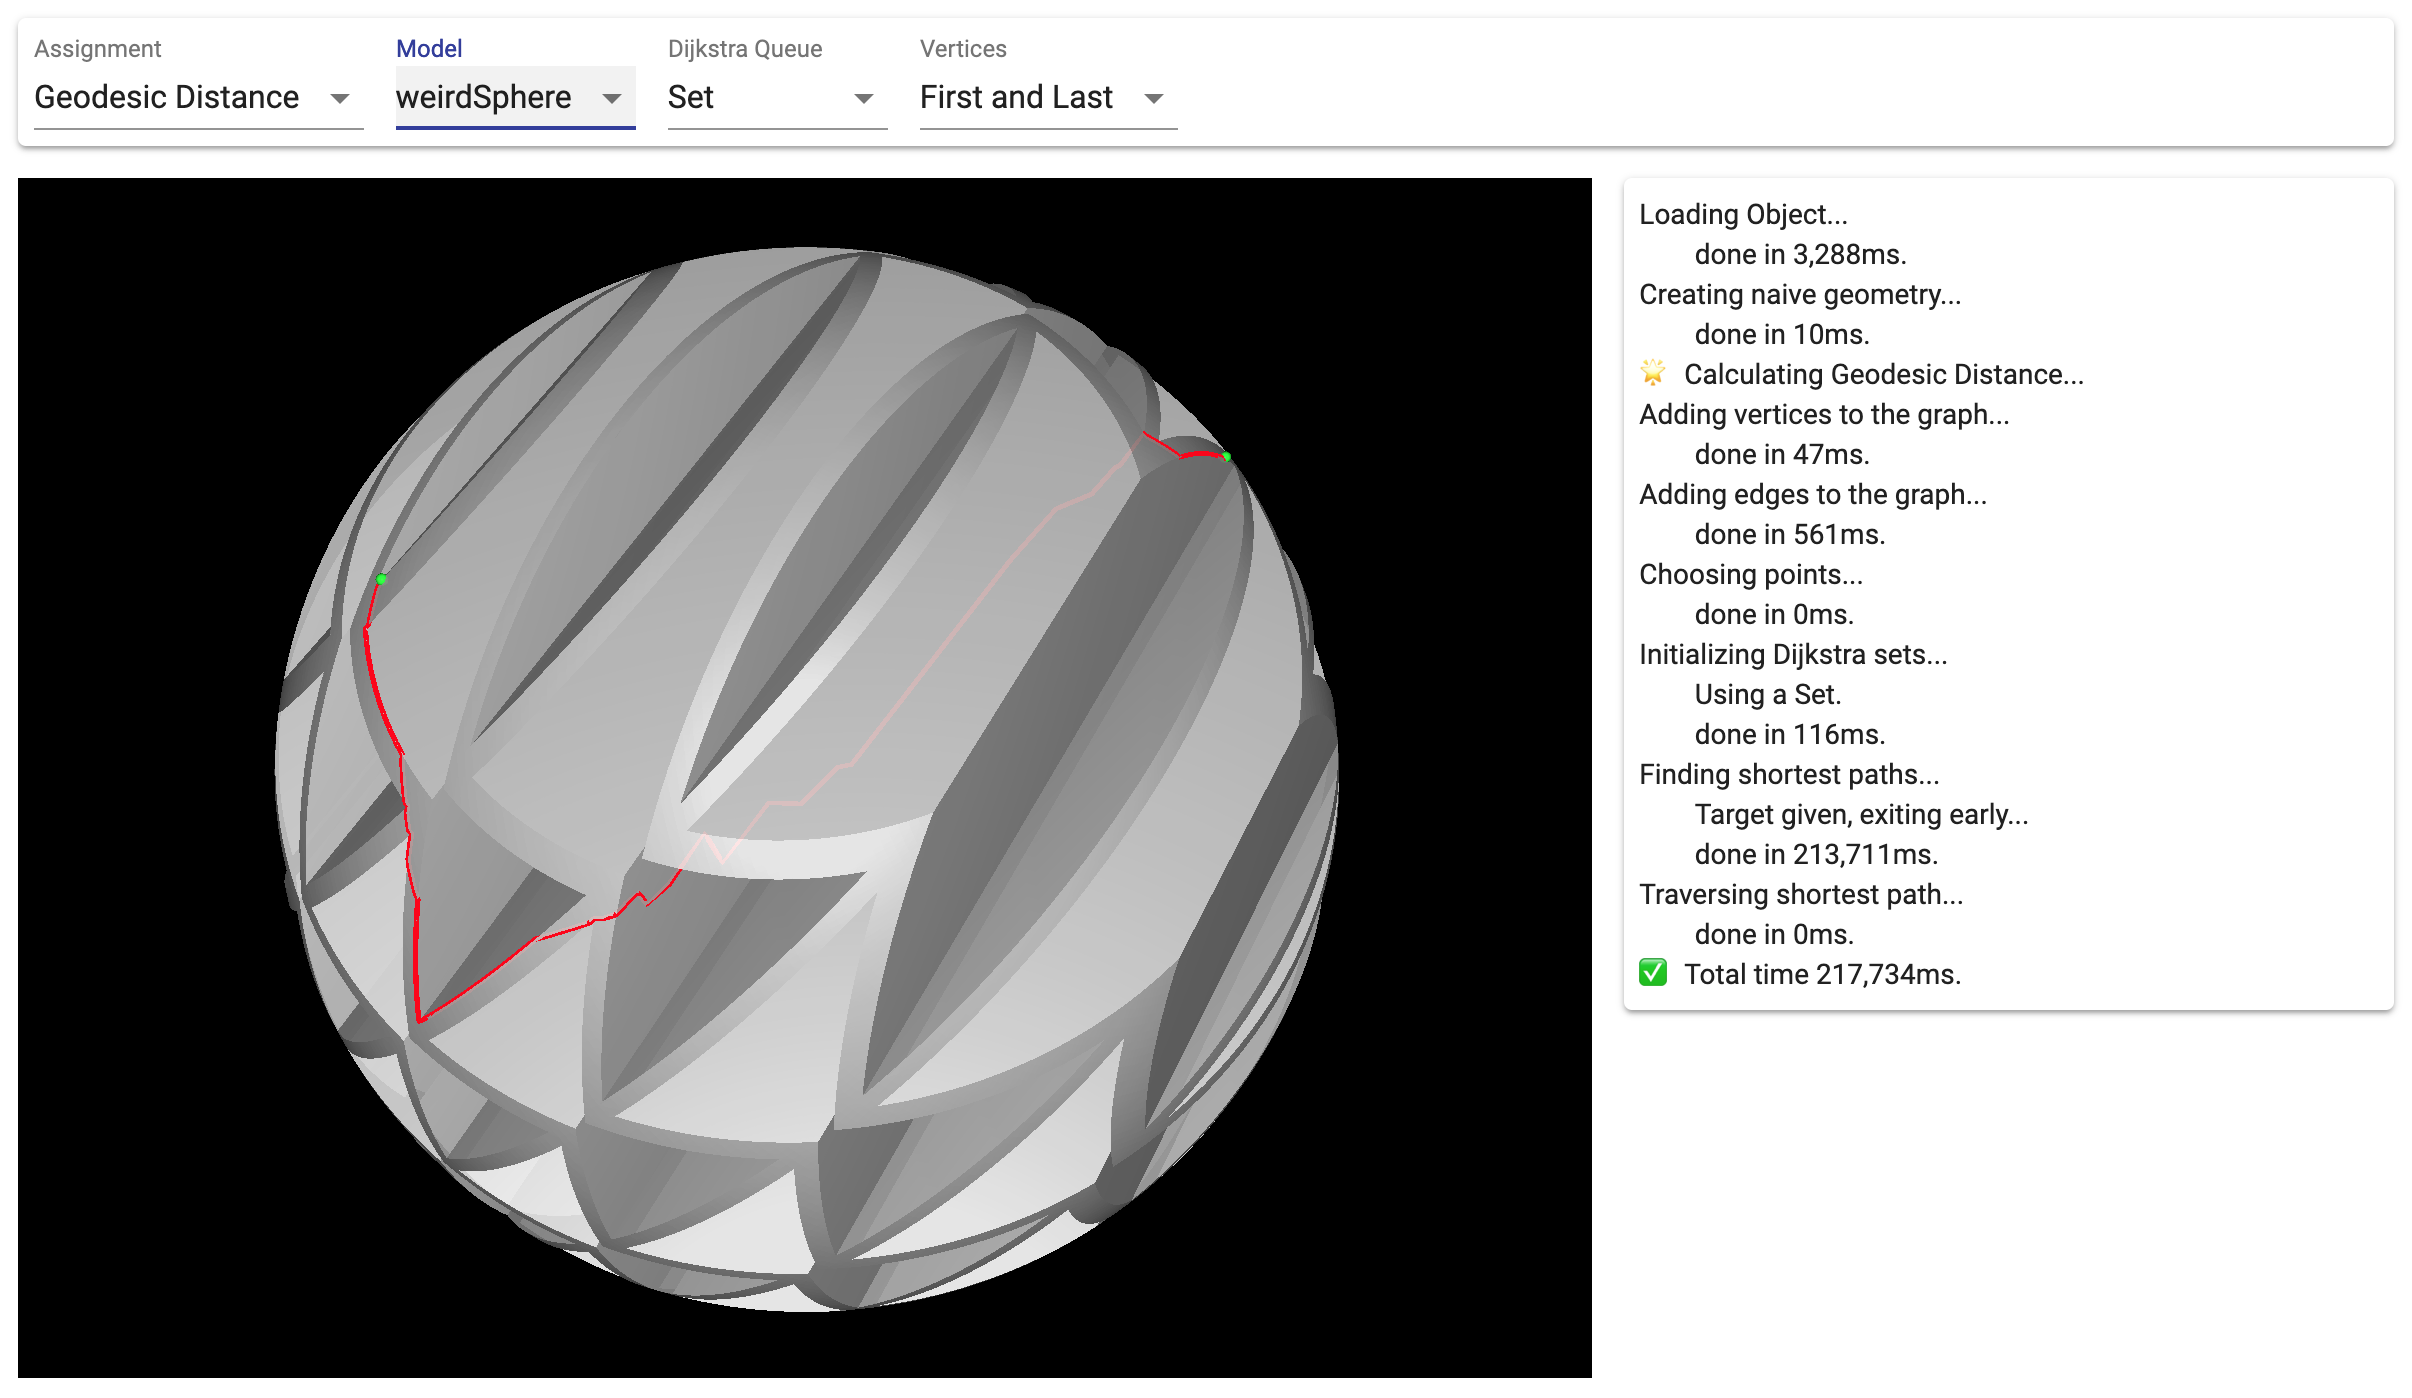 Assignment
Model
Dijkstra Queue
Vertices
Geodesic Distance
weirdSphere
Set
First and Last
Loading Object...
done in 3,288ms.
Creating naive geometry...
done in 10ms.
🌟 Calculating Geodesic Distance...
Adding vertices to the graph...
done in 47ms.
Adding edges to the graph...
done in 561ms.
Choosing points...
done in 0ms.
Initializing Dijkstra sets...
Using a Set.
done in 116ms.
Finding shortest paths...
Target given, exiting early...
done in 213,711ms.
Traversing shortest path...
done in 0ms.
✅ Total time 217,734ms.